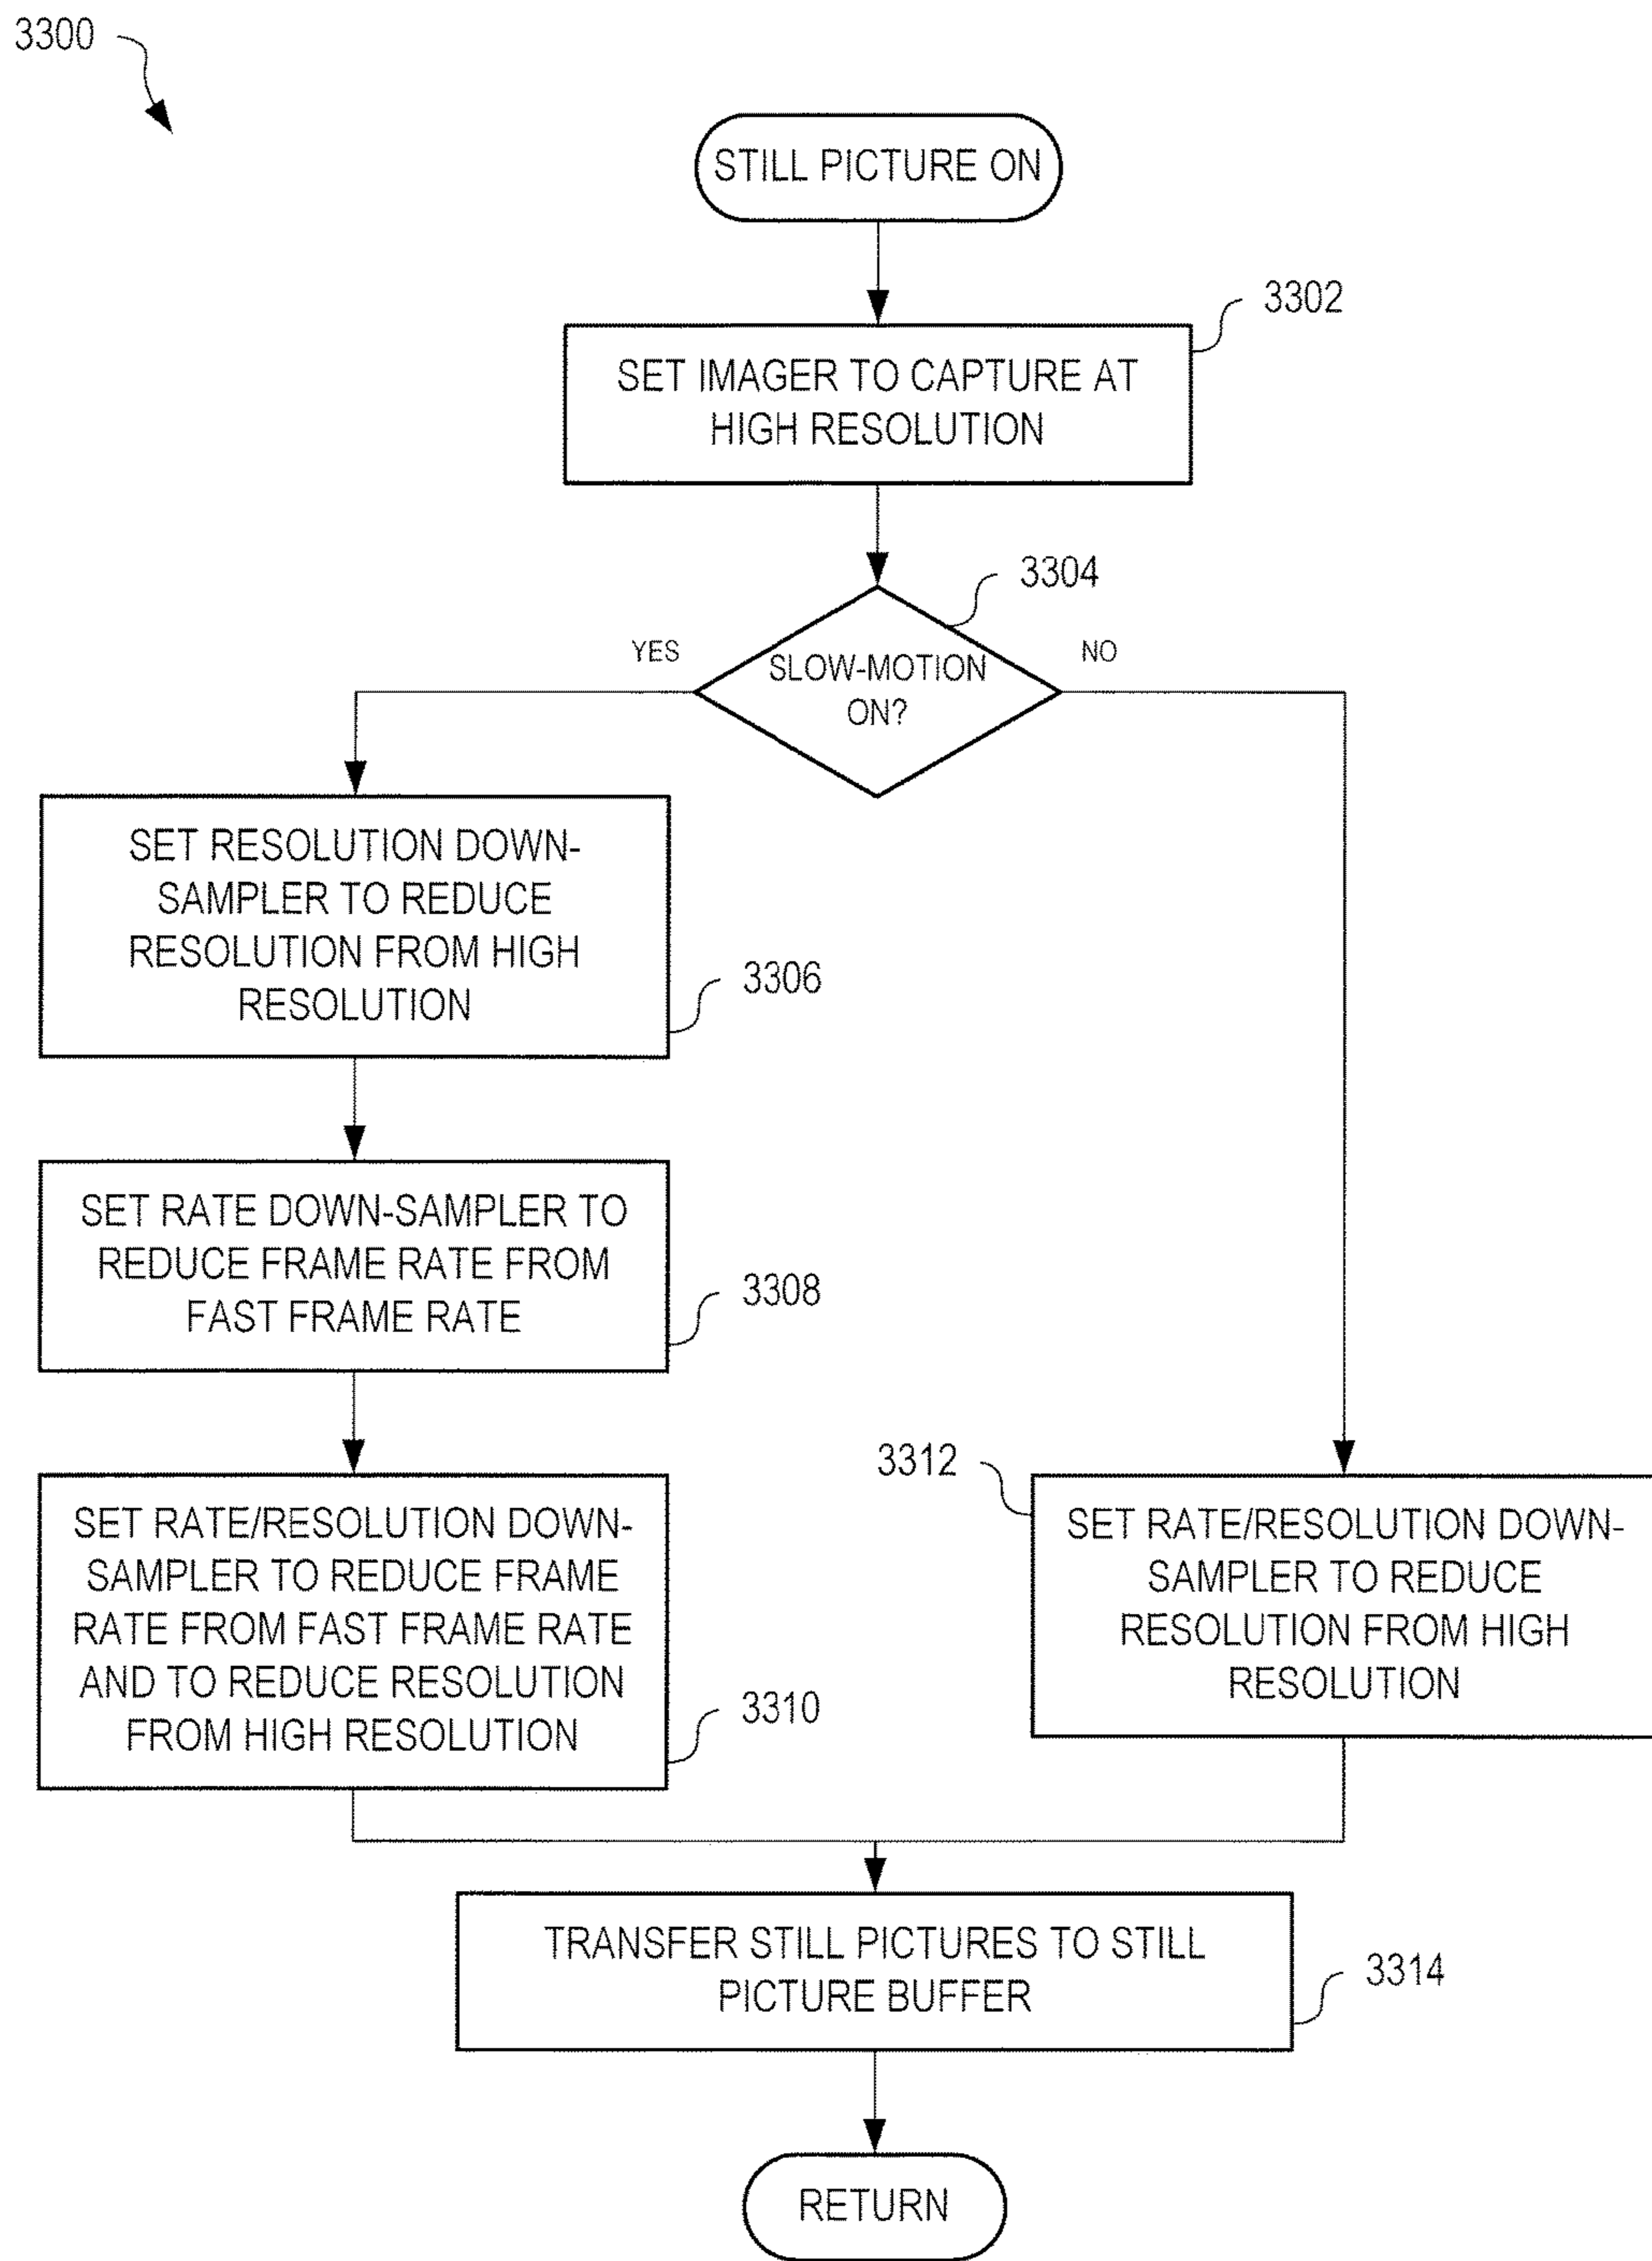 3300
STILL PICTURE ON
3302
SET IMAGER TO CAPTURE AT
HIGH RESOLUTION
3304
YES
NO
SLOW-MOTION
ON?
SET RESOLUTION DOWN-
SAMPLER TO REDUCE
RESOLUTION FROM HIGH
RESOLUTION
3306
SET RATE DOWN-SAMPLER TO
REDUCE FRAME RATE FROM
FAST FRAME RATE
3308
SET RATE/RESOLUTION DOWN-
SAMPLER TO REDUCE FRAME
RATE FROM FAST FRAME RATE
AND TO REDUCE RESOLUTION
FROM HIGH RESOLUTION
3310
3312
SET RATE/RESOLUTION DOWN-
SAMPLER TO REDUCE
RESOLUTION FROM HIGH
RESOLUTION
TRANSFER STILL PICTURES TO STILL
PICTURE BUFFER
3314
RETURN